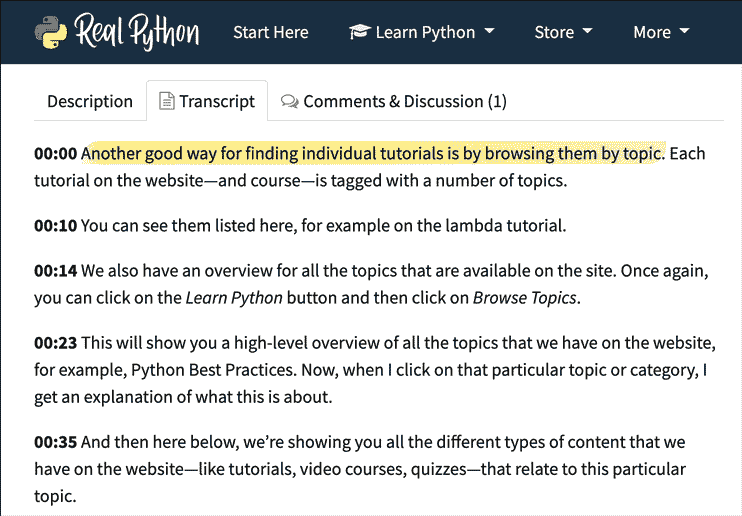 Real Python Start Here Learn Python Store More
Description Transcript Comments & Discussion (1)
00:00 Another good way for finding individual tutorials is by browsing them by topic. Each
tutorial on the website—and course—is tagged with a number of topics.
00:10 You can see them listed here, for example on the lambda tutorial.
00:14 We also have an overview for all the topics that are available on the site. Once again,
you can click on the Learn Python button and then click on Browse Topics.
00:23 This will show you a high-level overview of all the topics that we have on the website,
for example, Python Best Practices. Now, when I click on that particular topic or category, I
get an explanation of what this is about.
00:35 And then here below, we’re showing you all the different types of content that we
have on the website—like tutorials, video courses, quizzes—that relate to this particular
topic.